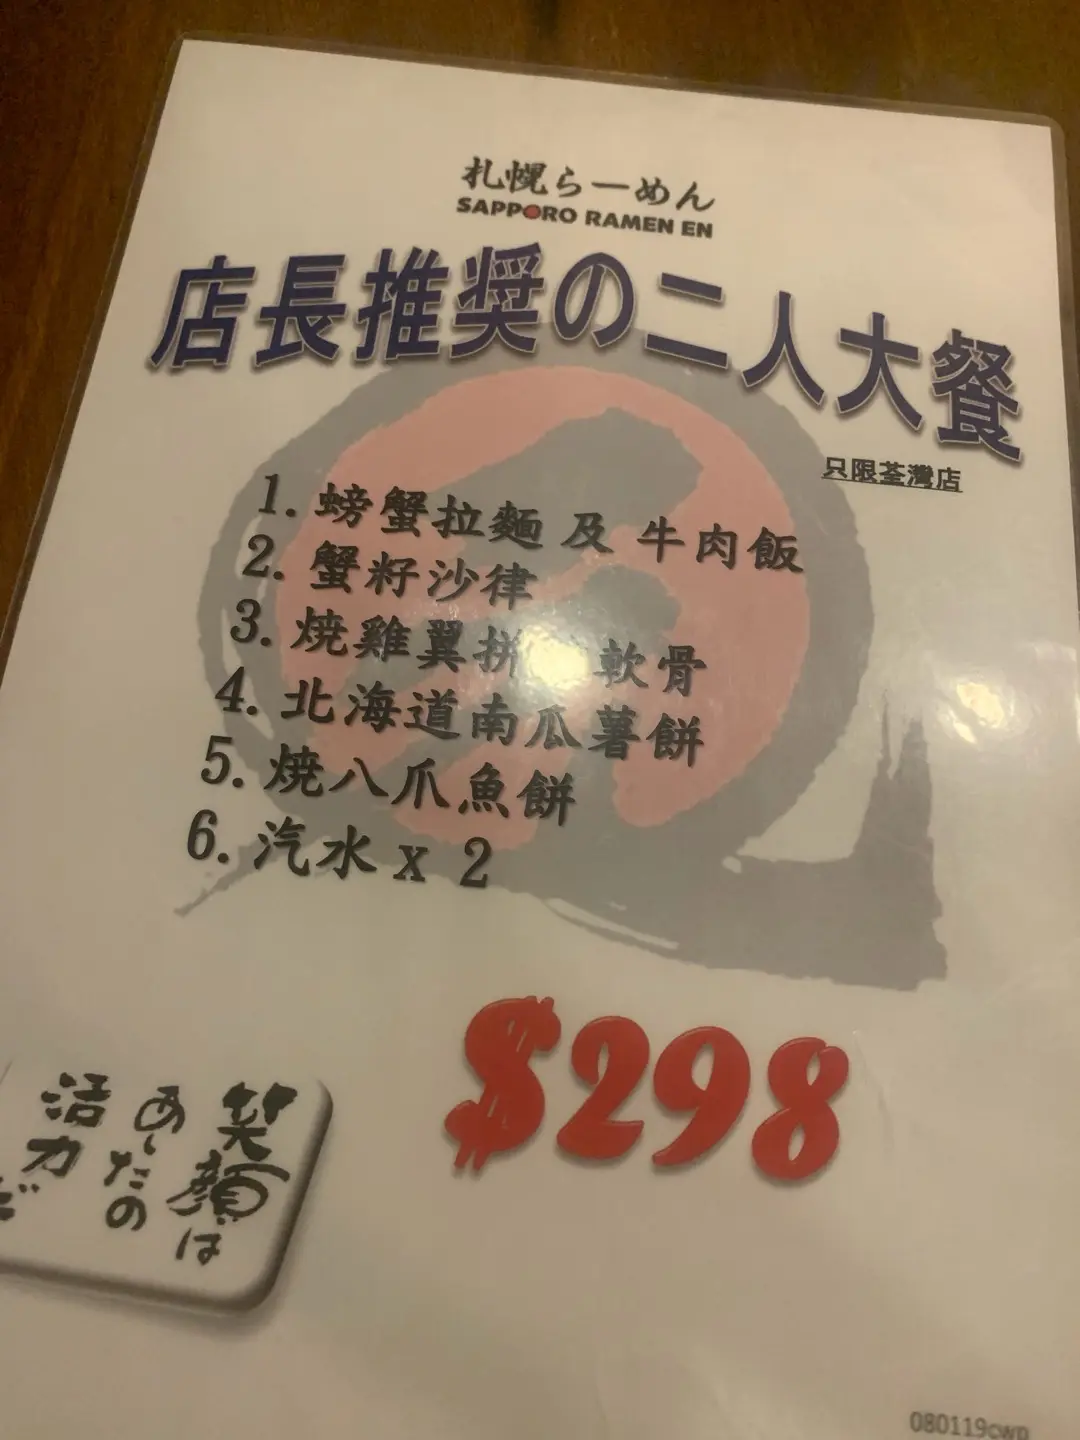 札幌らーめん
SAPPORO RAMEN EN
店長推奨の二人大餐
只限荃灣店
1. 螃蟹拉麵 及 牛肉飯
2. 蟹籽沙律
3. 焼雞翼拼 軟骨
4. 北海道南瓜薯餅
5. 焼八爪魚餅
6. 汽水 x 2
$298
笑顔は
あしたの
活力だ
080119cwp